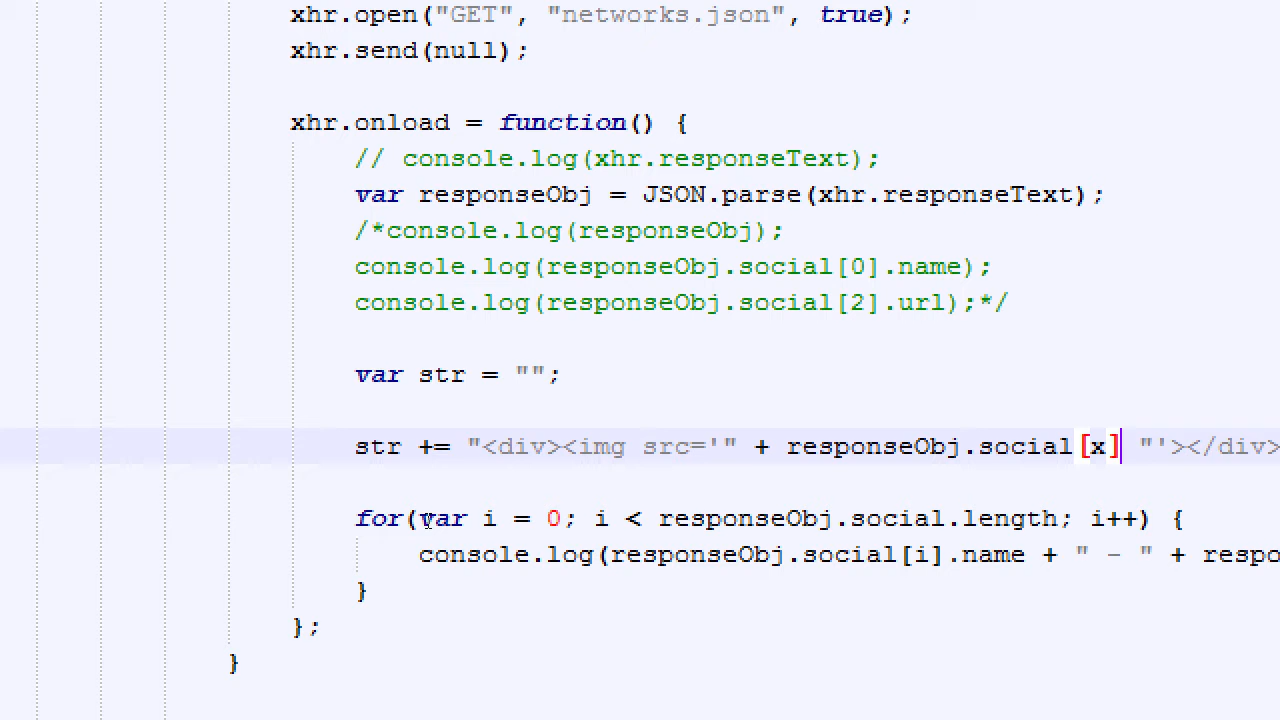 xhr.open("GET", "networks.json", true);
xhr.send(null);
xhr.onload = function() {
// console.log(xhr.responseText);
var responseObj = JSON.parse(xhr.responseText);
/*console.log(responseObj);
console.log(responseObj.social[0].name);
console.log(responseObj.social[2].url);*/
var str = "";
str += "<div><img src='" + responseObj.social[x] "'></div>
for(var i = 0; i < responseObj.social.length; i++) {
console.log(responseObj.social[i].name + " - " + respo
}
};
}